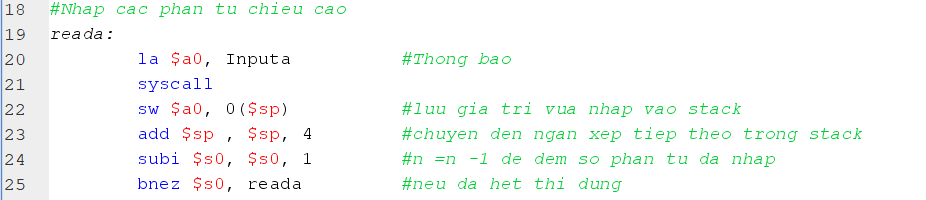 18 #Nhap cac phan tu chieu cao
19 reada:
20 la $a0, Inputa #Thong bao
21 syscall
22 sw $a0, 0($sp) #luu gia tri vua nhap vao stack
23 add $sp , $sp, 4 #chuyen den ngan xep tiep theo trong stack
24 subi $s0, $s0, 1 #n =n -1 de dem so phan tu da nhap
25 bnez $s0, reada #neu da het thi dung